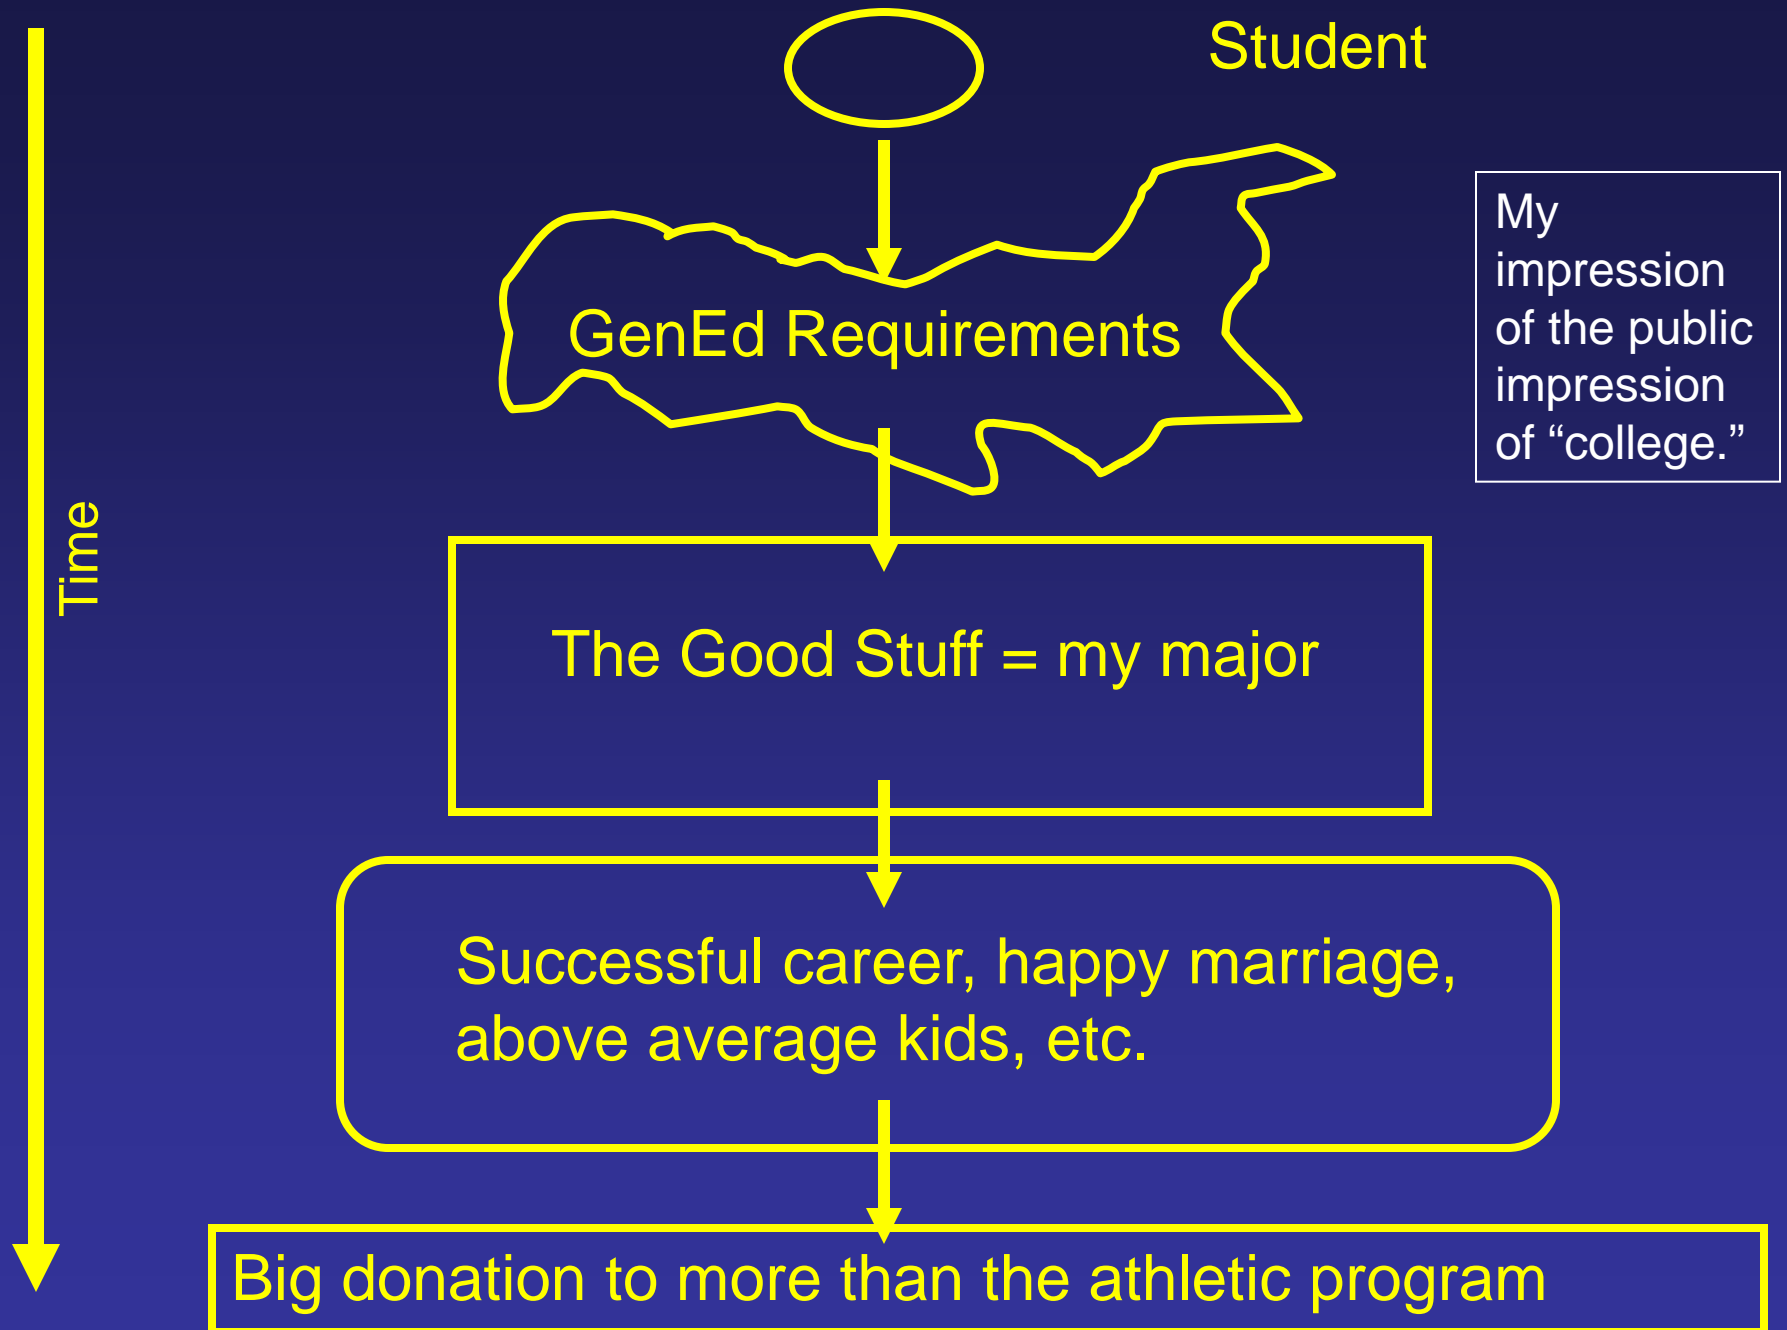 Student
My
impression
of the public
impression
of “college.”
GenEd Requirements
Time
The Good Stuff = my major
Successful career, happy marriage,
above average kids, etc.
Big donation to more than the athletic program